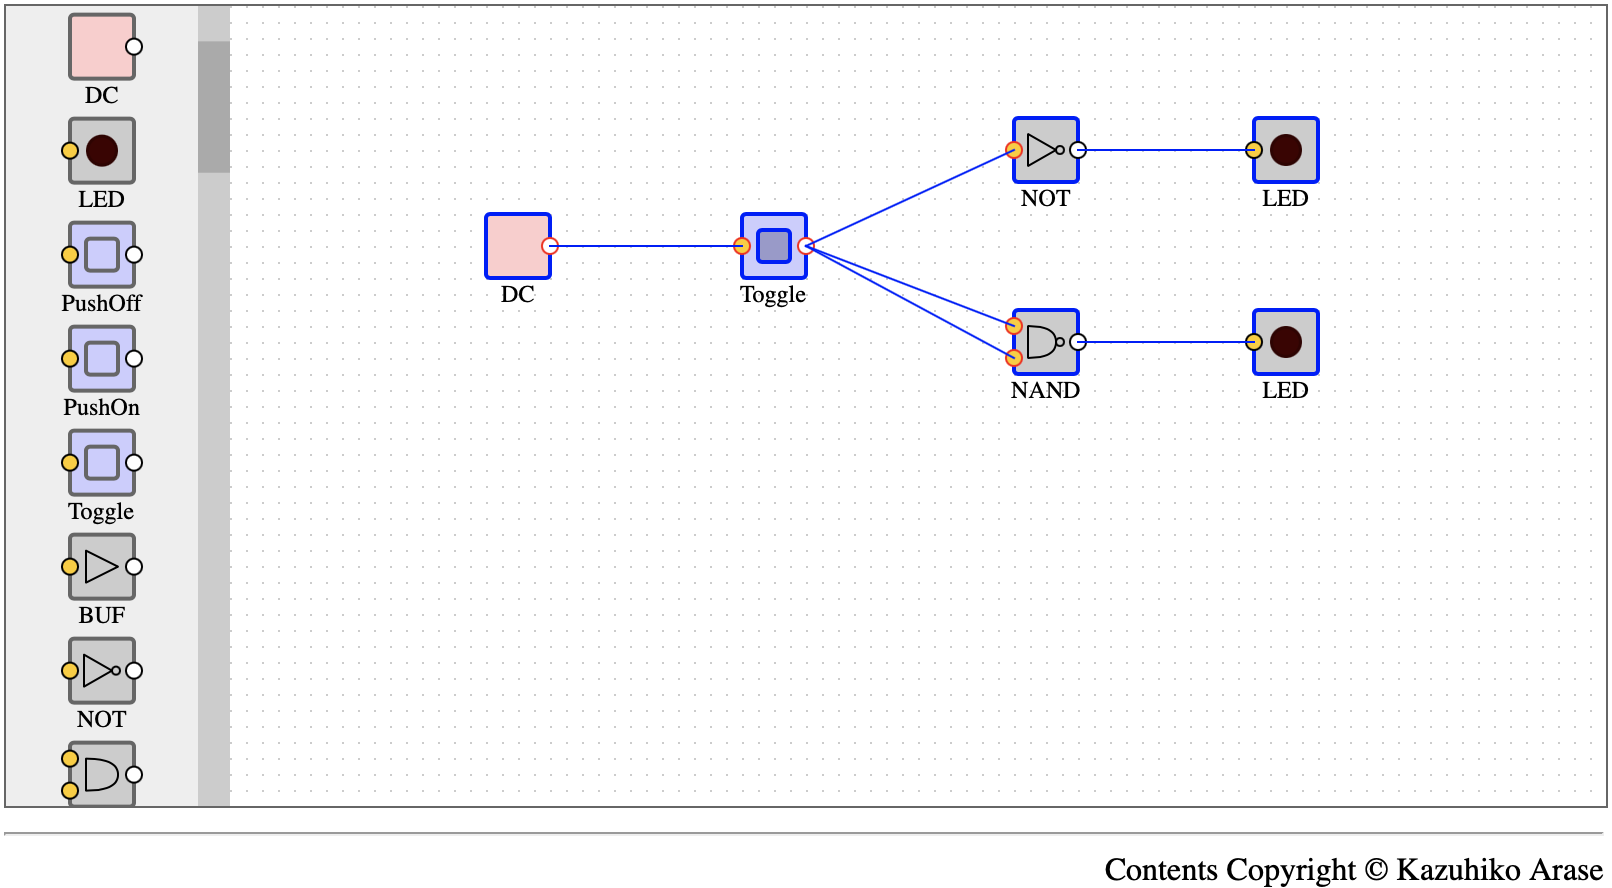 DC
LED
PushOff
PushOn
Toggle
BUF
NOT
DC
Toggle
NOT
LED
NAND
LED
Contents Copyright © Kazuhiko Arase